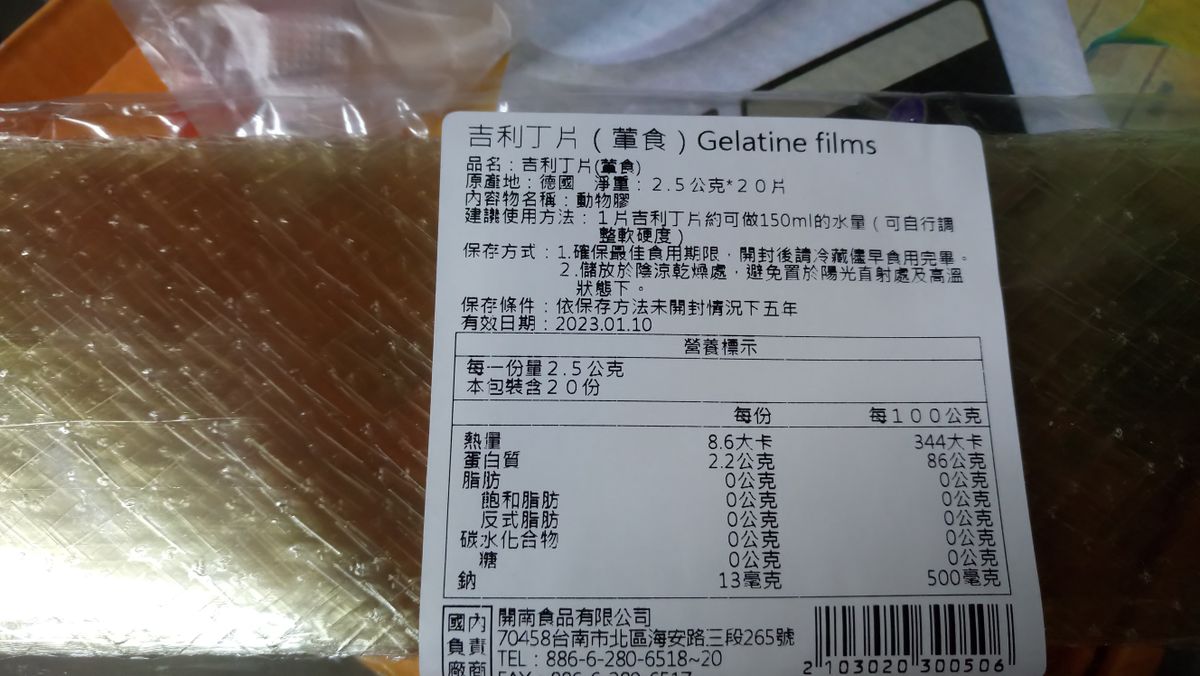 吉利丁片(葷食)Gelatine films
品名:吉利丁片(葷食)
原產地:德國 淨重:2.5公克*20片
內容物名稱:動物膠
建議使用方法:1片吉利丁片約可做150ml的水量(可自行調
整軟硬度)
保存方式:1.確保最佳食用期限,開封後請冷藏儘早食用完畢。
2.儲放於陰涼乾燥處,避免置於陽光直射處及高溫
狀態下。
保存條件:依保存方法未開封情況下五年
有效日期:2023.01.10
營養標示
每一份量2.5公克
本包裝含20份
每份 每100公克
熱量 8.6大卡 344大卡
蛋白質 2.2公克 86公克
脂肪 0公克 0公克
飽和脂肪 0公克 0公克
反式脂肪 0公克 0公克
碳水化合物 0公克 0公克
糖 0公克 0公克
鈉 13毫克 500毫克
國內負責廠商
開南食品有限公司
70458台南市北區海安路三段265號
TEL:886-6-280-6518~20
FAX:886-6-280-6517
2 103020 300506